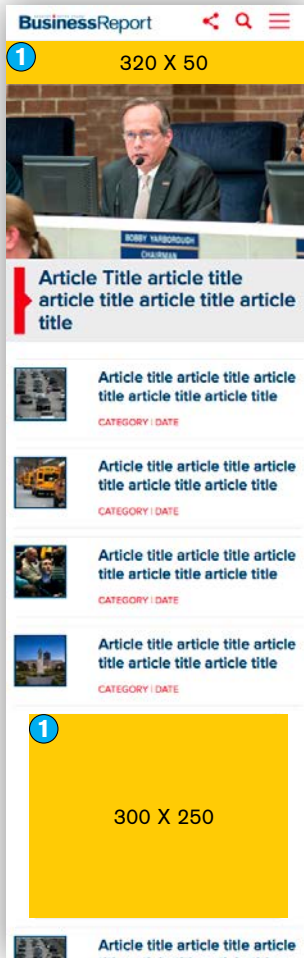 BusinessReport
1
320 X 50
BOBBY YARBOROUGH
CHAIRMAN
Article Title article title
article title article title article
title
Article title article title article
title article title article title
CATEGORY | DATE
Article title article title article
title article title article title
CATEGORY | DATE
Article title article title article
title article title article title
CATEGORY | DATE
Article title article title article
title article title article title
CATEGORY | DATE
1
300 X 250
Article title article title article